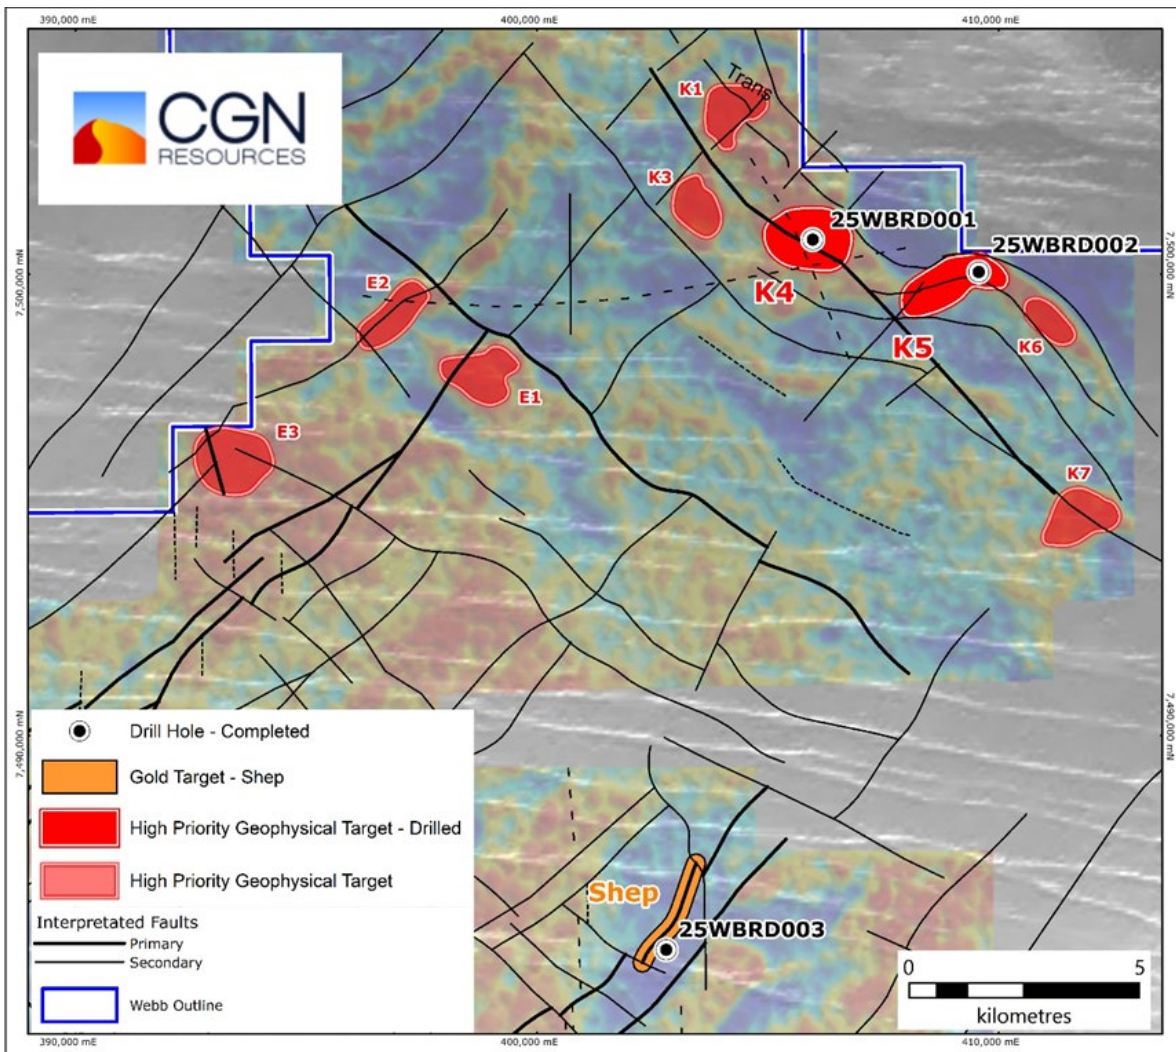 390,000 mE
400,000 mE
410,000 mE
CGN
RESOURCES
K1
Trans
K3
25WBRD001
25WBRD002
7,500,000 mN
7,500,000 mN
E2
K4
K5
K6
E1
E3
K7
7,490,000 mN
7,490,000 mN
Drill Hole - Completed
Gold Target - Shep
High Priority Geophysical Target - Drilled
High Priority Geophysical Target
Interpretated Faults
Primary
Secondary
Webb Outline
Shep
25WBRD003
0
5
kilometres
390,000 mE
400,000 mE
410,000 mE